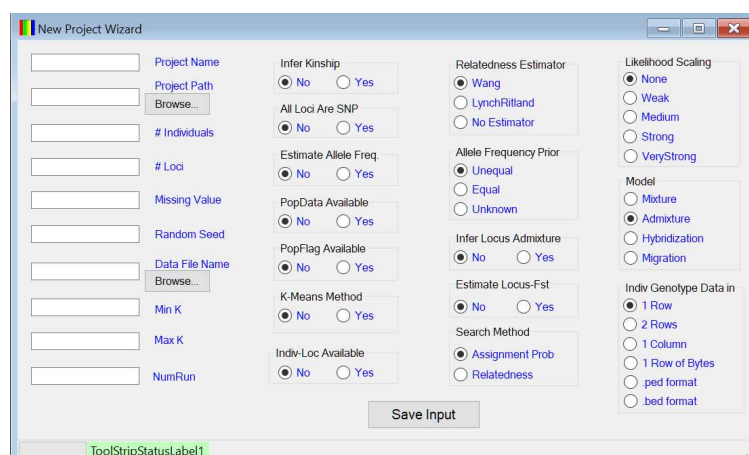 New Project Wizard
Project Name
Project Path
Browse...
# Individuals
# Loci
Missing Value
Random Seed
Data File Name
Browse...
Min K
Max K
NumRun
Infer Kinship
No Yes
All Loci Are SNP
No Yes
Estimate Allele Freq.
No Yes
PopData Available
No Yes
PopFlag Available
No Yes
K-Means Method
No Yes
Indiv-Loc Available
No Yes
Relatedness Estimator
Wang
LynchRitland
No Estimator
Allele Frequency Prior
Unequal
Equal
Unknown
Infer Locus Admixture
No Yes
Estimate Locus-Fst
No Yes
Search Method
Assignment Prob
Relatedness
Likelihood Scaling
None
Weak
Medium
Strong
VeryStrong
Model
Mixture
Admixture
Hybridization
Migration
Indiv Genotype Data in
1 Row
2 Rows
1 Column
1 Row of Bytes
.ped format
.bed format
Save Input
ToolStripStatusLabel1